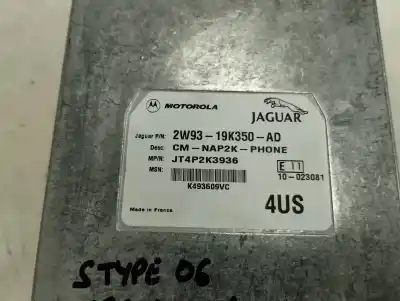 MOTOROLA
JAGUAR
Jaguar P/N: 2W93-19K350-AD
Desc: CM-NAP2K-PHONE
MP/N: JT4P2K3936
MSN:
K493609VC
E 11
10-023081
Made in France
4US
STYPE 06